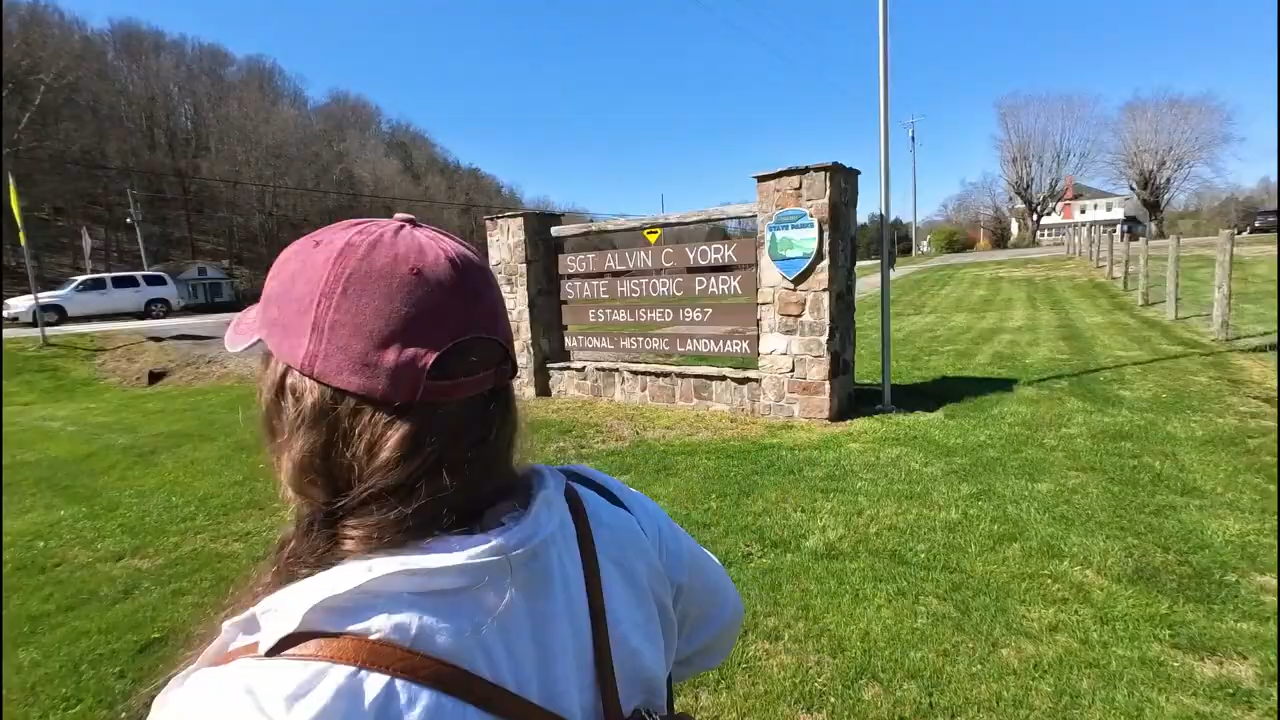 SGT. ALVIN C. YORK
STATE HISTORIC PARK
ESTABLISHED 1967
NATIONAL HISTORIC LANDMARK
STATE PARKS